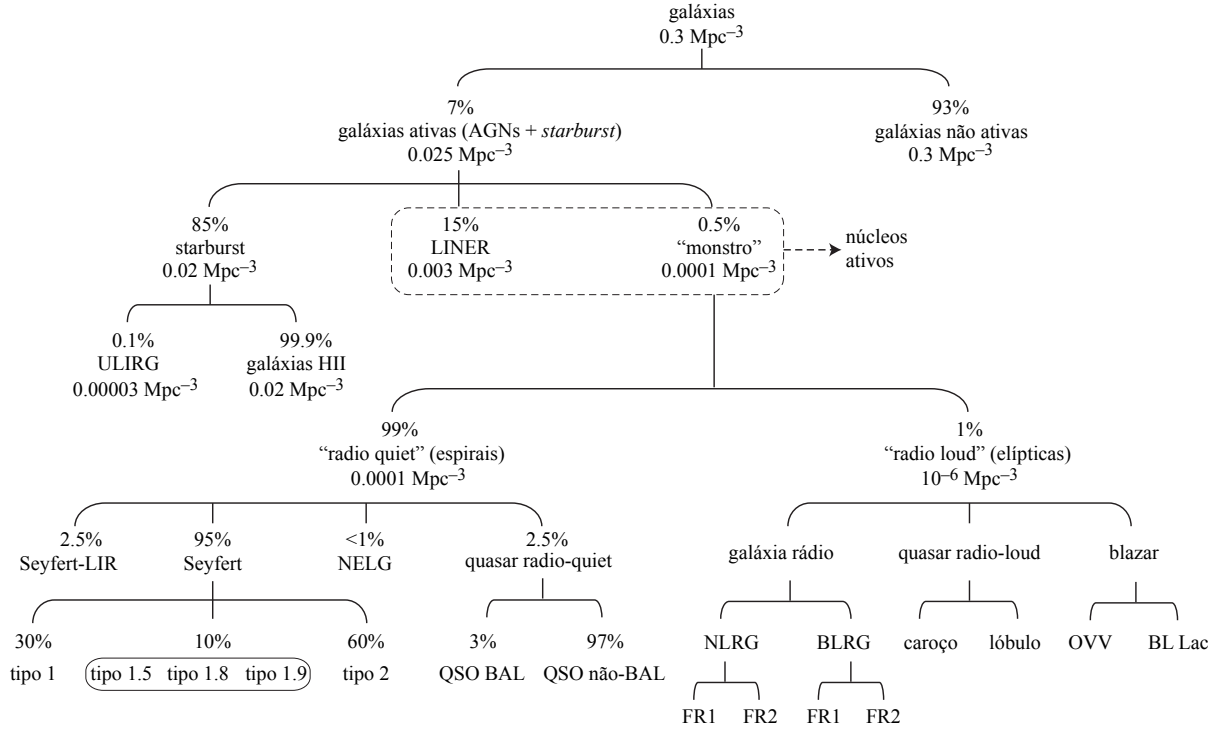 galáxias
0.3 Mpc⁻³
7%
galáxias ativas (AGNs + starburst)
0.025 Mpc⁻³
93%
galáxias não ativas
0.3 Mpc⁻³
85%
starburst
0.02 Mpc⁻³
15%
LINER
0.003 Mpc⁻³
0.5%
“monstro”
0.0001 Mpc⁻³
núcleos
ativos
0.1%
ULIRG
0.00003 Mpc⁻³
99.9%
galáxias HII
0.02 Mpc⁻³
99%
“radio quiet” (espirais)
0.0001 Mpc⁻³
1%
“radio loud” (elípticas)
10⁻⁶ Mpc⁻³
2.5%
Seyfert-LIR
95%
Seyfert
<1%
NELG
2.5%
quasar radio-quiet
galáxia rádio
quasar radio-loud
blazar
30%
tipo 1
10%
tipo 1.5 tipo 1.8 tipo 1.9
60%
tipo 2
3%
QSO BAL
97%
QSO não-BAL
NLRG
BLRG
caroço
lóbulo
OVV
BL Lac
FR1
FR2
FR1
FR2